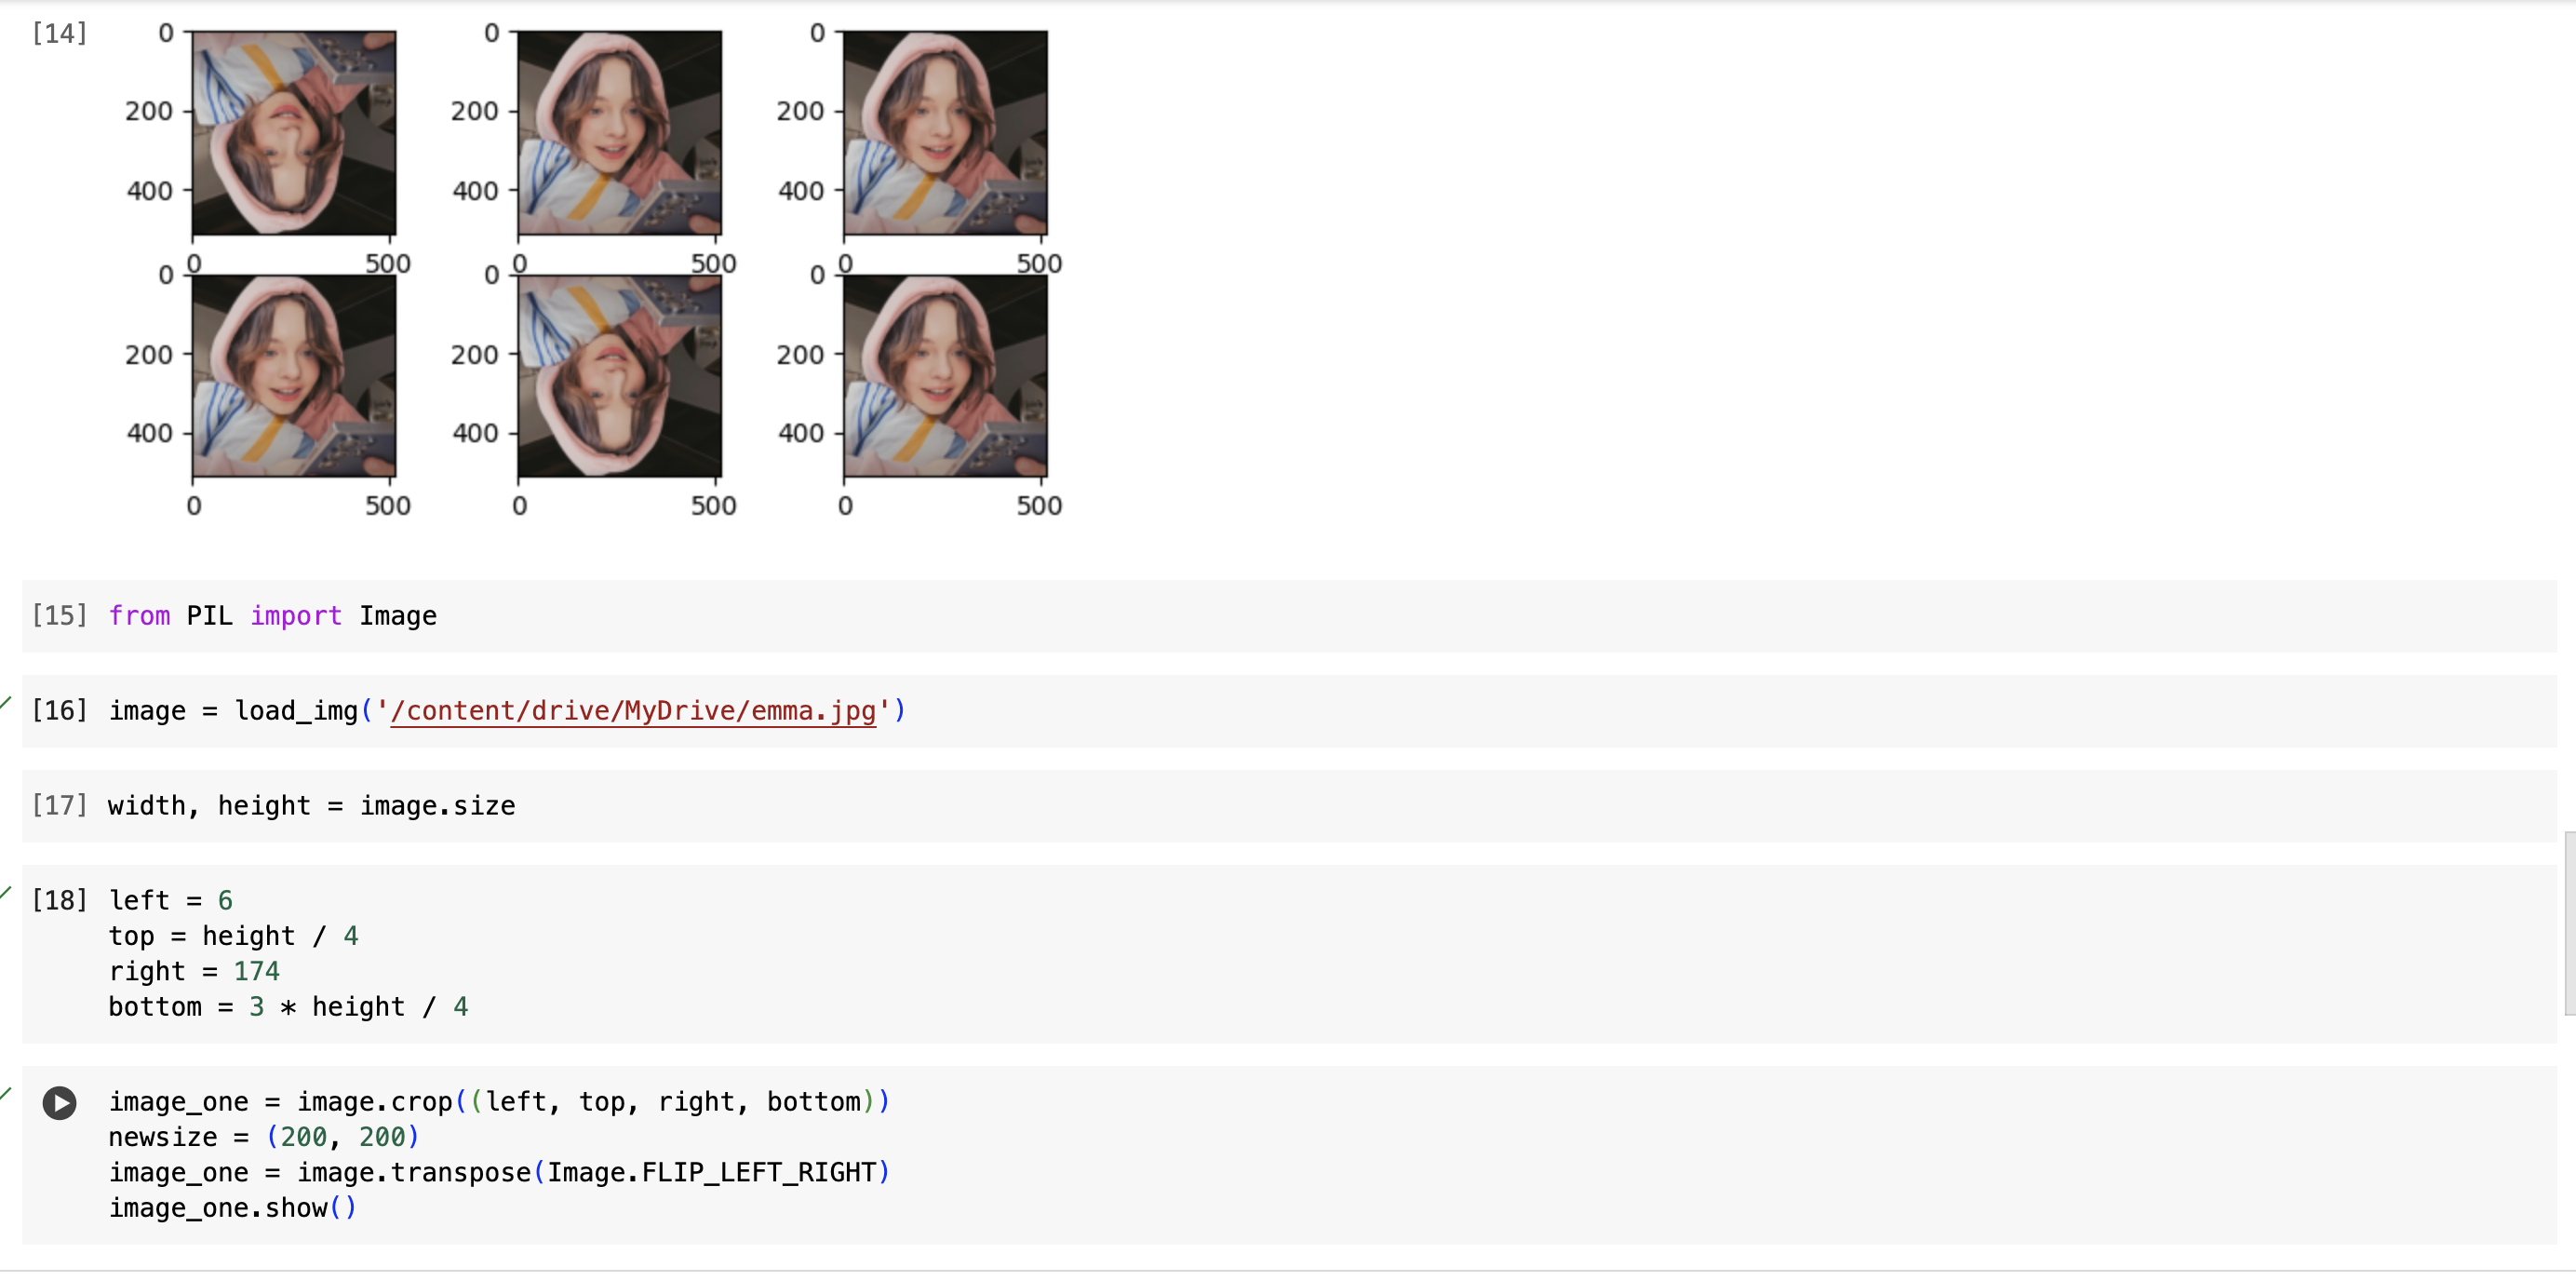 [14]
0 0 0
200 200 200
400 400 400
0 500 0 500 0 500
0 0 0
200 200 200
400 400 400
0 500 0 500 0 500
[15] from PIL import Image
[16] image = load_img('/content/drive/MyDrive/emma.jpg')
[17] width, height = image.size
[18] left = 6
top = height / 4
right = 174
bottom = 3 * height / 4
image_one = image.crop((left, top, right, bottom))
newsize = (200, 200)
image_one = image.transpose(Image.FLIP_LEFT_RIGHT)
image_one.show()